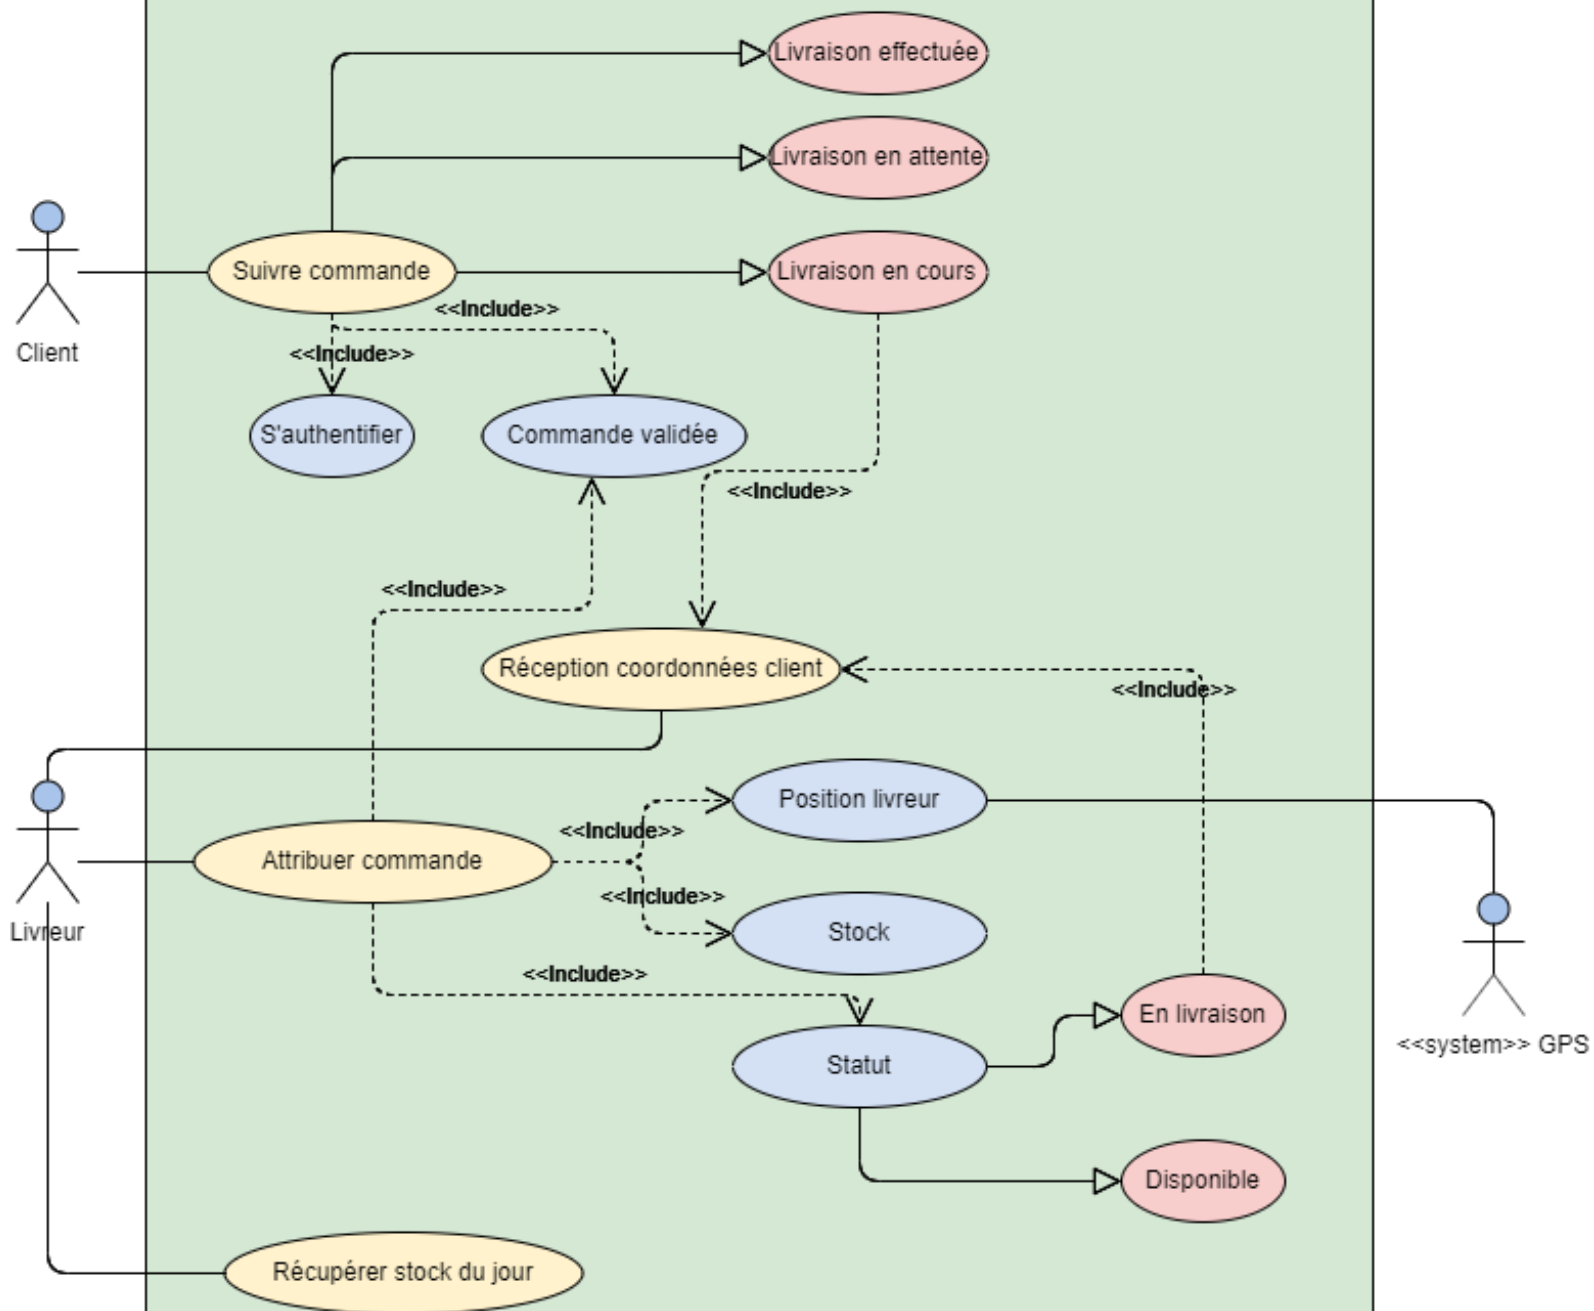 Livraison effectuée
Livraison en attente
Suivre commande
Livraison en cours
<<Include>>
<<Include>>
Client
S'authentifier
Commande validée
<<Include>>
<<Include>>
Réception coordonnées client
<<Include>>
Position livreur
<<Include>>
Attribuer commande
<<Include>>
Livreur
Stock
<<Include>>
En livraison
<<system>> GPS
Statut
Disponible
Récupérer stock du jour